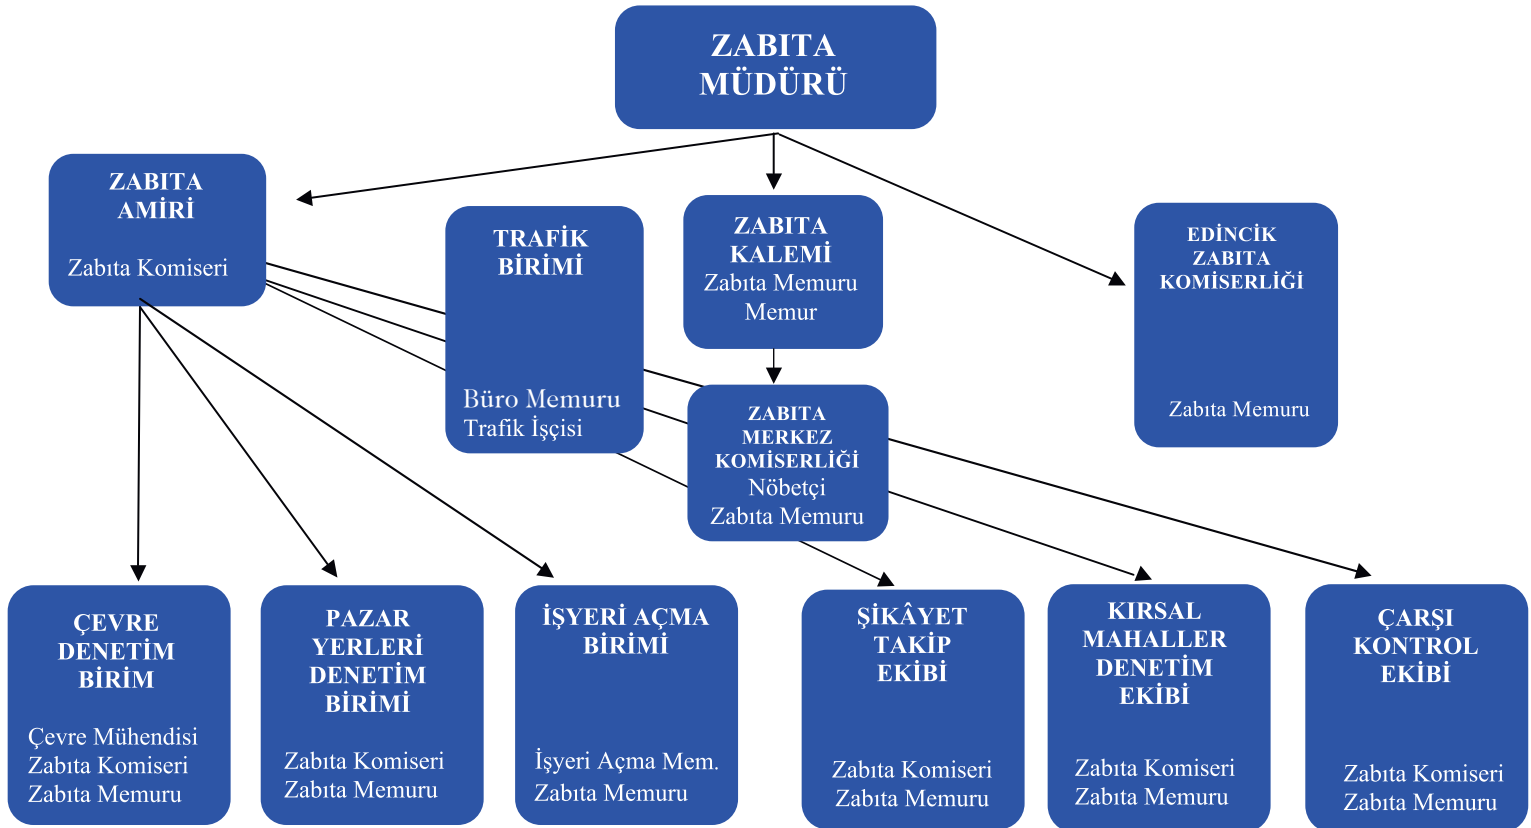 ZABITA
MÜDÜRÜ
ZABITA
AMİRİ
Zabıta Komiseri
TRAFİK
BİRİMİ
Büro Memuru
Trafik İşçisi
ZABITA
KALEMİ
Zabıta Memuru
Memur
EDİNCİK
ZABITA
KOMİSERLİĞİ
Zabıta Memuru
ZABITA
MERKEZ
KOMİSERLİĞİ
Nöbetçi
Zabıta Memuru
ÇEVRE
DENETİM
BİRİM
Çevre Mühendisi
Zabıta Komiseri
Zabıta Memuru
PAZAR
YERLERİ
DENETİM
BİRİMİ
Zabıta Komiseri
Zabıta Memuru
İŞYERİ AÇMA
BİRİMİ
İşyeri Açma Mem.
Zabıta Memuru
ŞİKÂYET
TAKİP
EKİBİ
Zabıta Komiseri
Zabıta Memuru
KIRSAL
MAHALLER
DENETİM
EKİBİ
Zabıta Komiseri
Zabıta Memuru
ÇARŞI
KONTROL
EKİBİ
Zabıta Komiseri
Zabıta Memuru